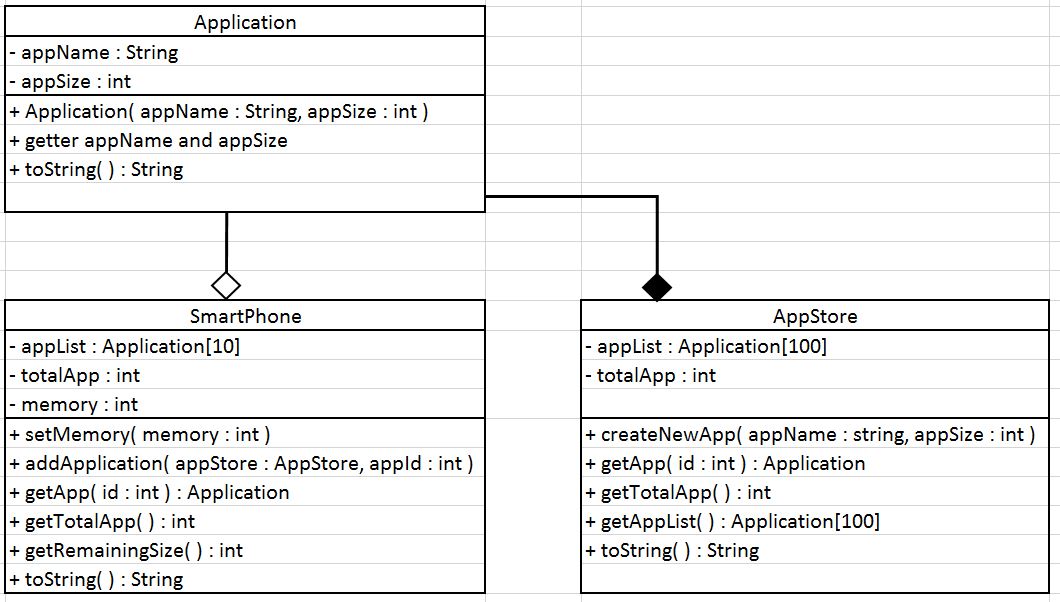 Application
- appName : String
- appSize : int
+ Application( appName : String, appSize : int )
+ getter appName and appSize
+ toString( ) : String
SmartPhone
- appList : Application[10]
- totalApp : int
- memory : int
+ setMemory( memory : int )
+ addApplication( appStore : AppStore, appId : int )
+ getApp( id : int ) : Application
+ getTotalApp( ) : int
+ getRemainingSize( ) : int
+ toString( ) : String
AppStore
- appList : Application[100]
- totalApp : int
+ createNewApp( appName : string, appSize : int )
+ getApp( id : int ) : Application
+ getTotalApp( ) : int
+ getAppList( ) : Application[100]
+ toString( ) : String